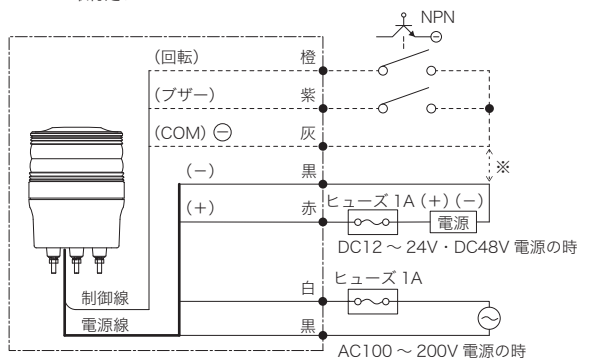 NPN
(回転) 橙
(ブザー) 紫
(COM) ⊖ 灰
※
(−) 黒
(+) 赤
ヒューズ 1A (+) (−)
電源
DC12 ~ 24V・DC48V 電源の時
白
ヒューズ 1A
制御線
電源線
黒
AC100 ~ 200V 電源の時